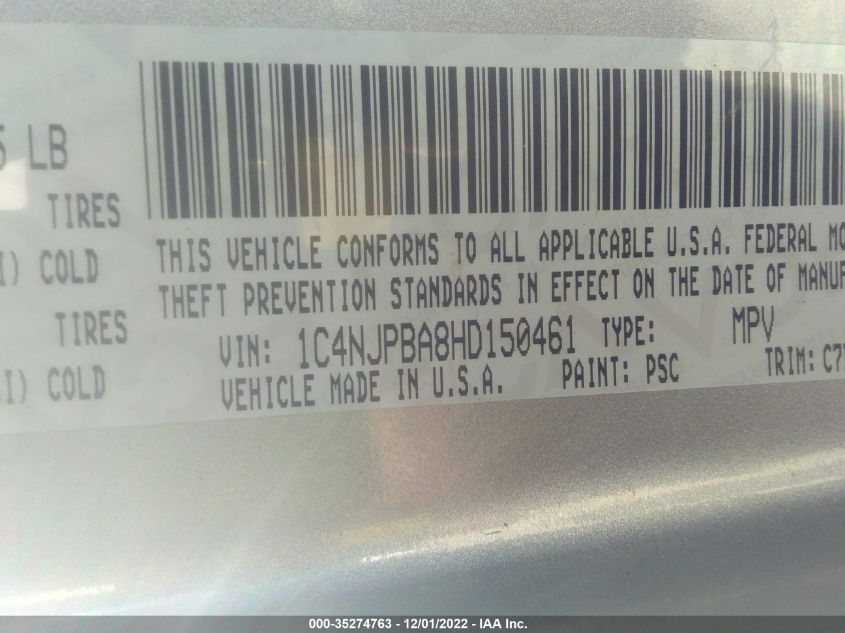 5 LB
TIRES
I) COLD
TIRES
I) COLD
THIS VEHICLE CONFORMS TO ALL APPLICABLE U.S.A. FEDERAL MO
THEFT PREVENTION STANDARDS IN EFFECT ON THE DATE OF MANUF
VIN: 1C4NJPBA8HD150461 TYPE: MPV
VEHICLE MADE IN U.S.A. PAINT: PSC TRIM: C7
000-35274763 - 12/01/2022 - IAA Inc.